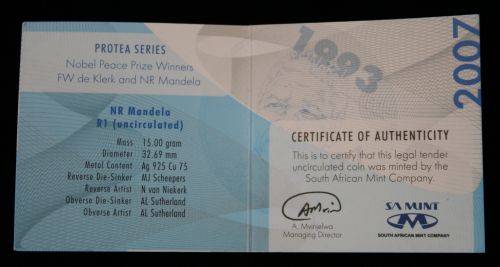 PROTEA SERIES
Nobel Peace Prize Winners
FW de Klerk and NR Mandela
NR Mandela
R1 (uncirculated)
Mass 15.00 gram
Diameter 32.69 mm
Metal Content Ag 925 Cu 75
Reverse Die-Sinker MJ Scheepers
Reverse Artist N van Niekerk
Obverse Die-Sinker AL Sutherland
Obverse Artist AL Sutherland
1993
2007
CERTIFICATE OF AUTHENTICITY
This is to certify that this legal tender
uncirculated coin was minted by the
South African Mint Company.
A. Mvinjelwa
Managing Director
SA MINT
SOUTH AFRICAN MINT COMPANY